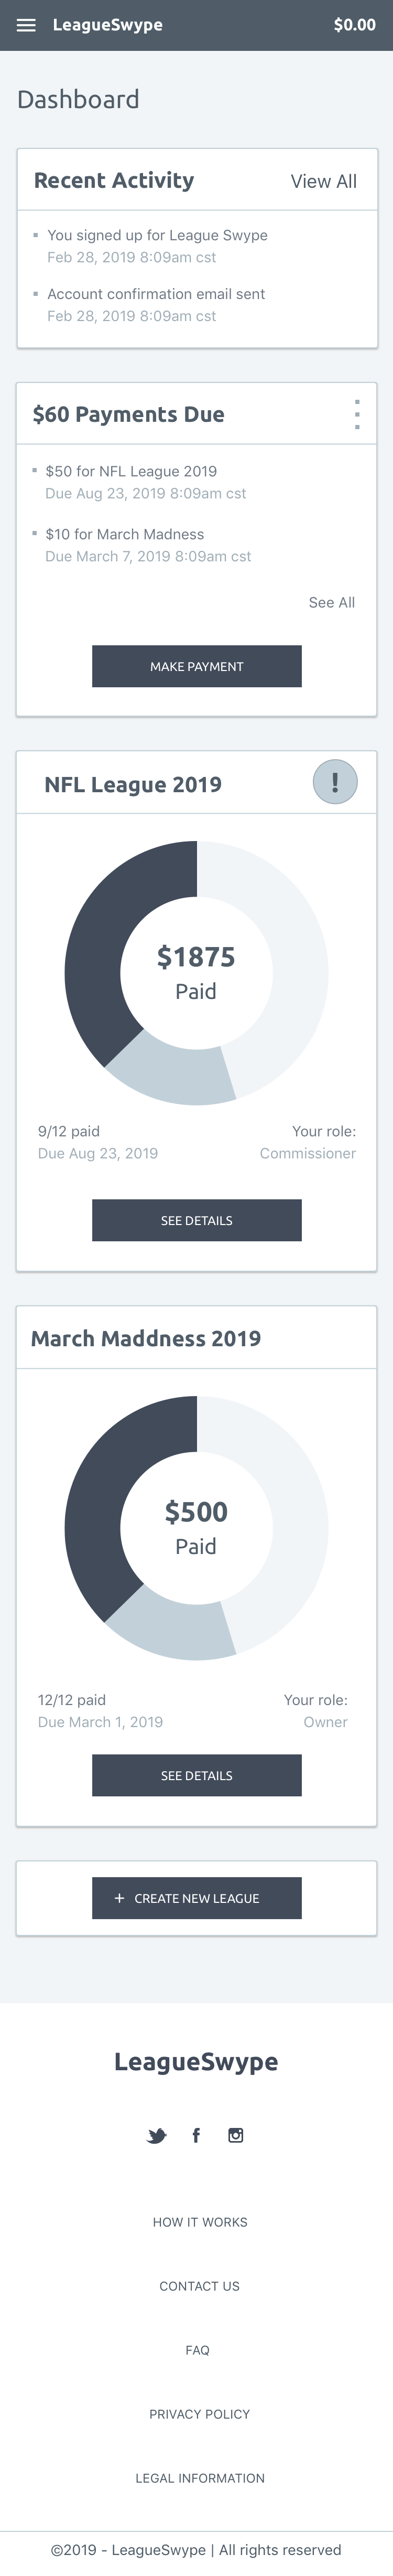 LeagueSwype $0.00
Dashboard
Recent Activity View All
You signed up for League Swype
Feb 28, 2019 8:09am cst
Account confirmation email sent
Feb 28, 2019 8:09am cst
$60 Payments Due
$50 for NFL League 2019
Due Aug 23, 2019 8:09am cst
$10 for March Madness
Due March 7, 2019 8:09am cst
See All
MAKE PAYMENT
NFL League 2019 !
$1875
Paid
9/12 paid Your role:
Due Aug 23, 2019 Commissioner
SEE DETAILS
March Maddness 2019
$500
Paid
12/12 paid Your role:
Due March 1, 2019 Owner
SEE DETAILS
+ CREATE NEW LEAGUE
LeagueSwype
HOW IT WORKS
CONTACT US
FAQ
PRIVACY POLICY
LEGAL INFORMATION
©2019 - LeagueSwype | All rights reserved